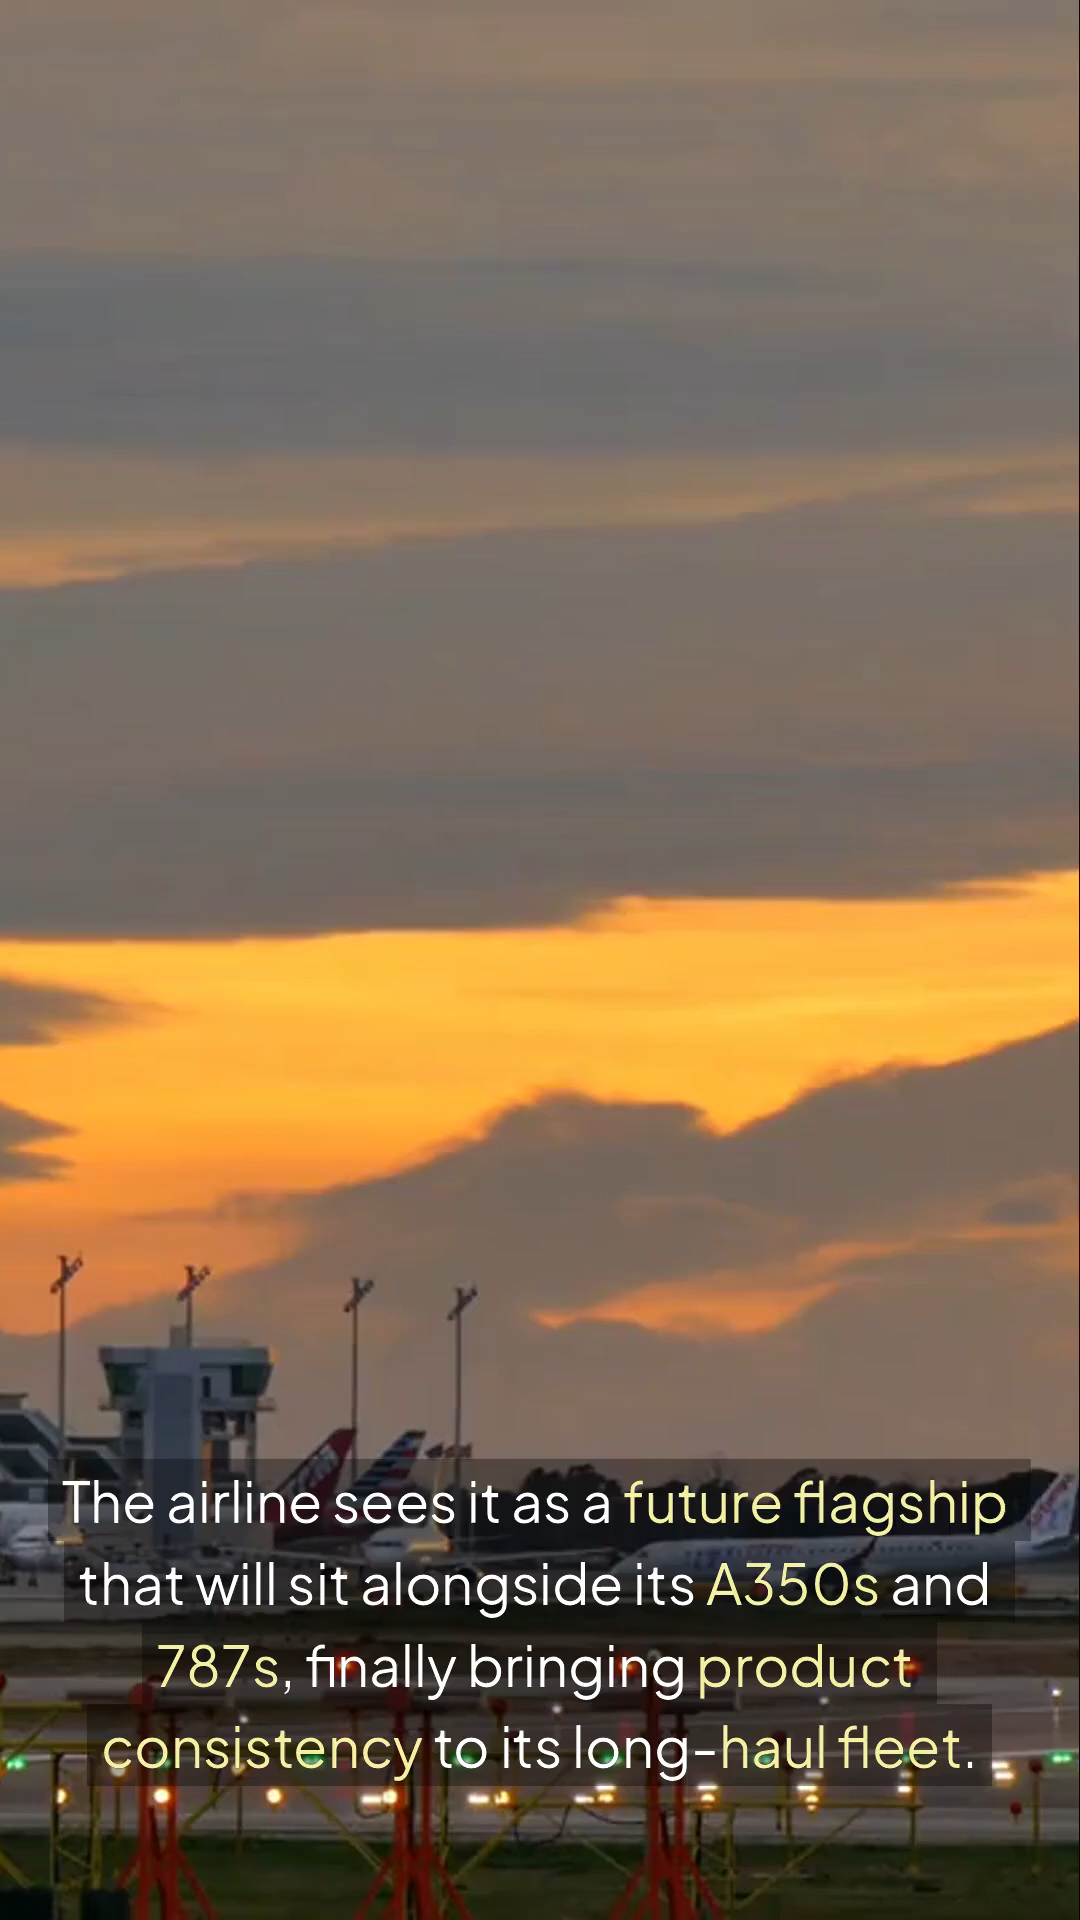 The airline sees it as a future flagship
that will sit alongside its A350s and
787s, finally bringing product
consistency to its long-haul fleet.